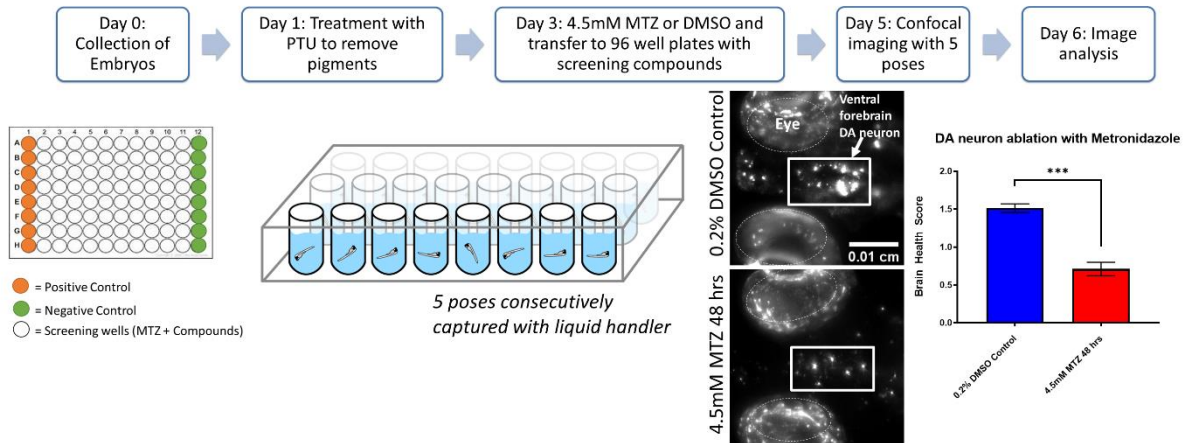 Day 0:
Collection of
Embryos
Day 1: Treatment with
PTU to remove
pigments
Day 3: 4.5mM MTZ or DMSO and
transfer to 96 well plates with
screening compounds
Day 5: Confocal
imaging with 5
poses
Day 6: Image
analysis
1 2 3 4 5 6 7 8 9 10 11 12
A
B
C
D
E
F
G
H
= Positive Control
= Negative Control
= Screening wells (MTZ + Compounds)
5 poses consecutively
captured with liquid handler
0.2% DMSO Control
Eye
Ventral
forebrain
DA neuron
0.01 cm
4.5mM MTZ 48 hrs
DA neuron ablation with Metronidazole
Brain Health Score
2.0
1.5
1.0
0.5
0.0
***
0.2% DMSO Control
4.5mM MTZ 48 hrs